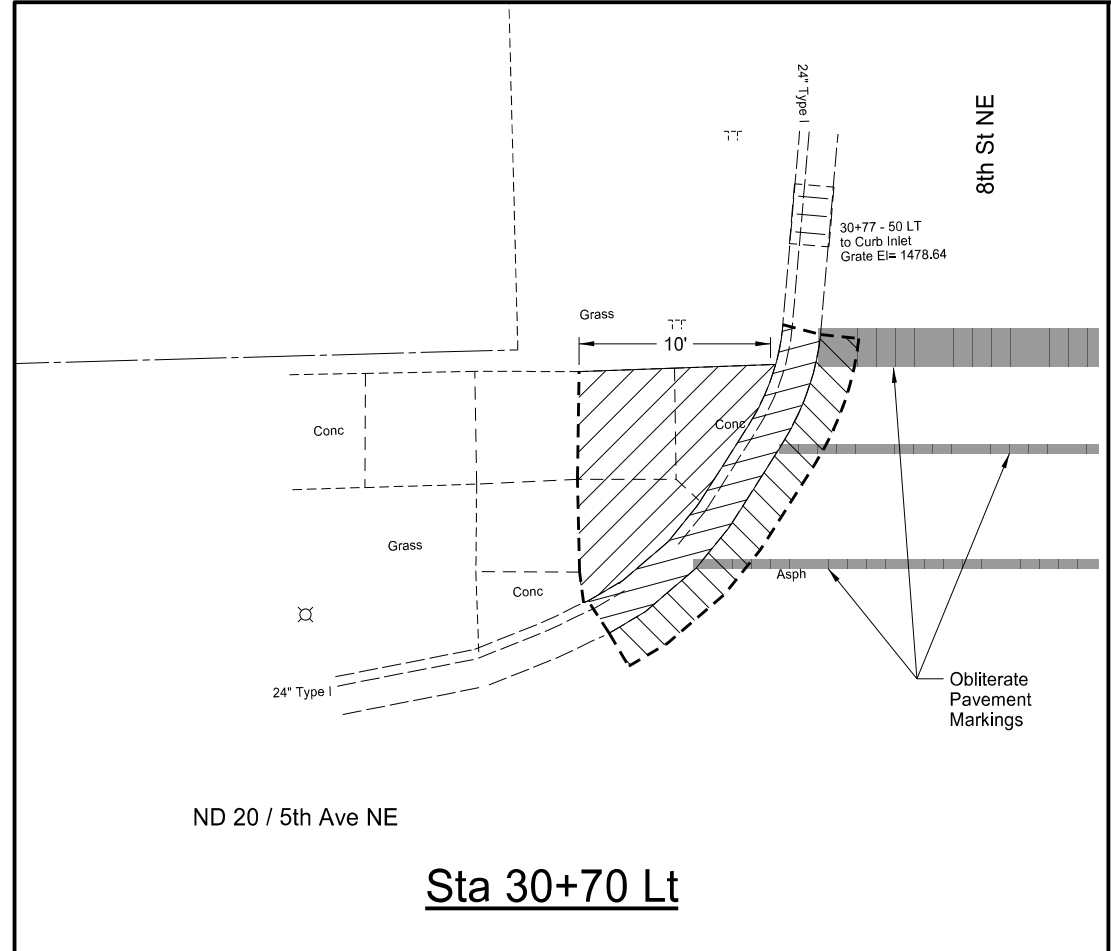 24" Type I
8th St NE
30+77 - 50 LT
to Curb Inlet
Grate El= 1478.64
Grass
10'
Conc
Conc
Grass
Conc
Asph
24" Type I
Obliterate
Pavement
Markings
ND 20 / 5th Ave NE
Sta 30+70 Lt